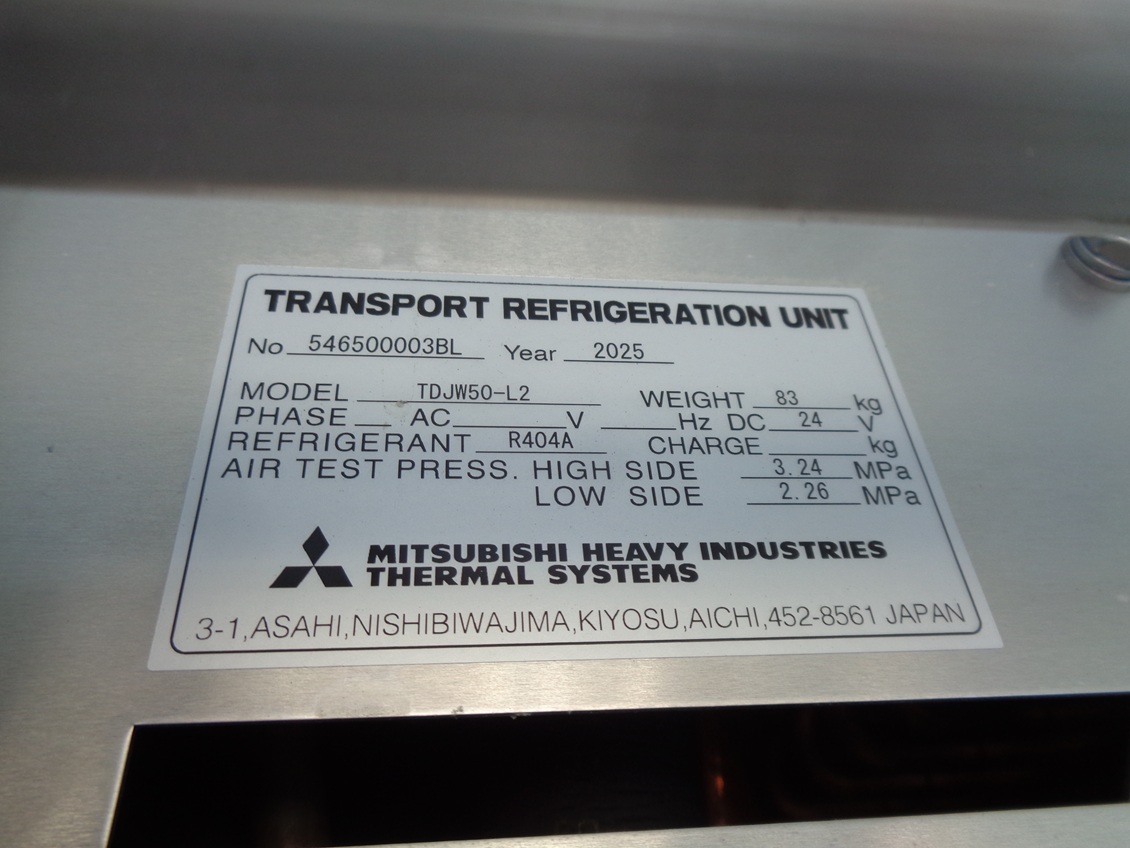 TRANSPORT REFRIGERATION UNIT
No 546500003BL Year 2025
MODEL TDJW50-L2 WEIGHT 83 kg
PHASE AC V Hz DC 24 V
REFRIGERANT R404A CHARGE kg
AIR TEST PRESS. HIGH SIDE 3.24 MPa
LOW SIDE 2.26 MPa
MITSUBISHI HEAVY INDUSTRIES
THERMAL SYSTEMS
3-1,ASAHI,NISHIBIWAJIMA,KIYOSU,AICHI,452-8561 JAPAN